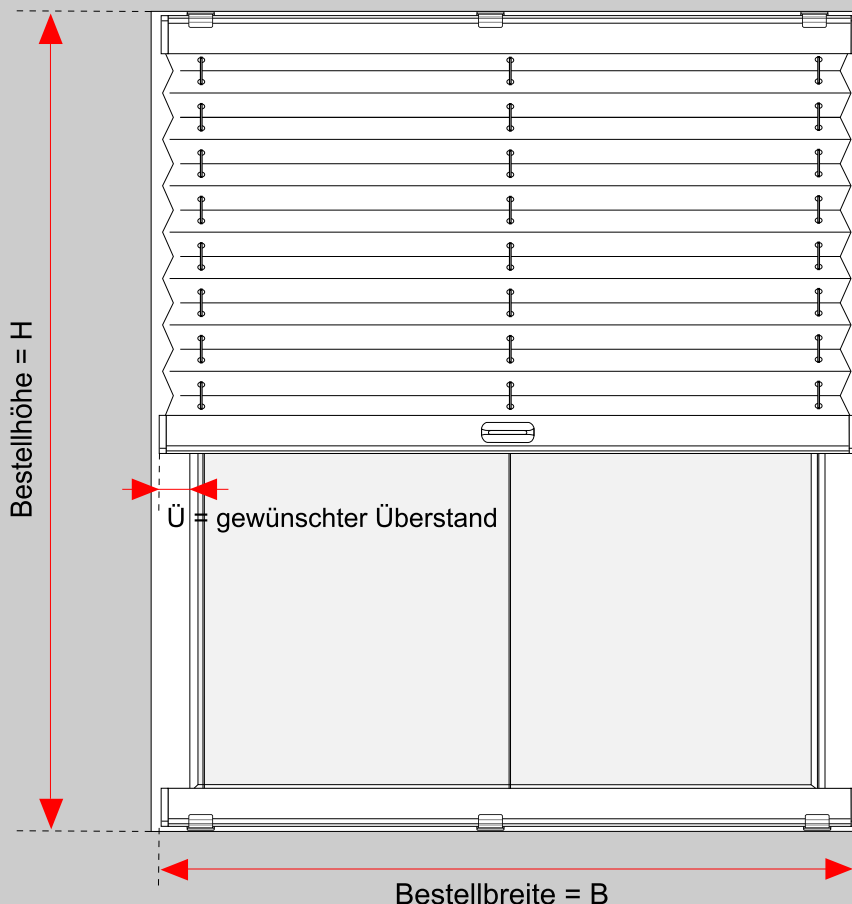 Bestellhöhe = H
Ü = gewünschter Überstand
Bestellbreite = B